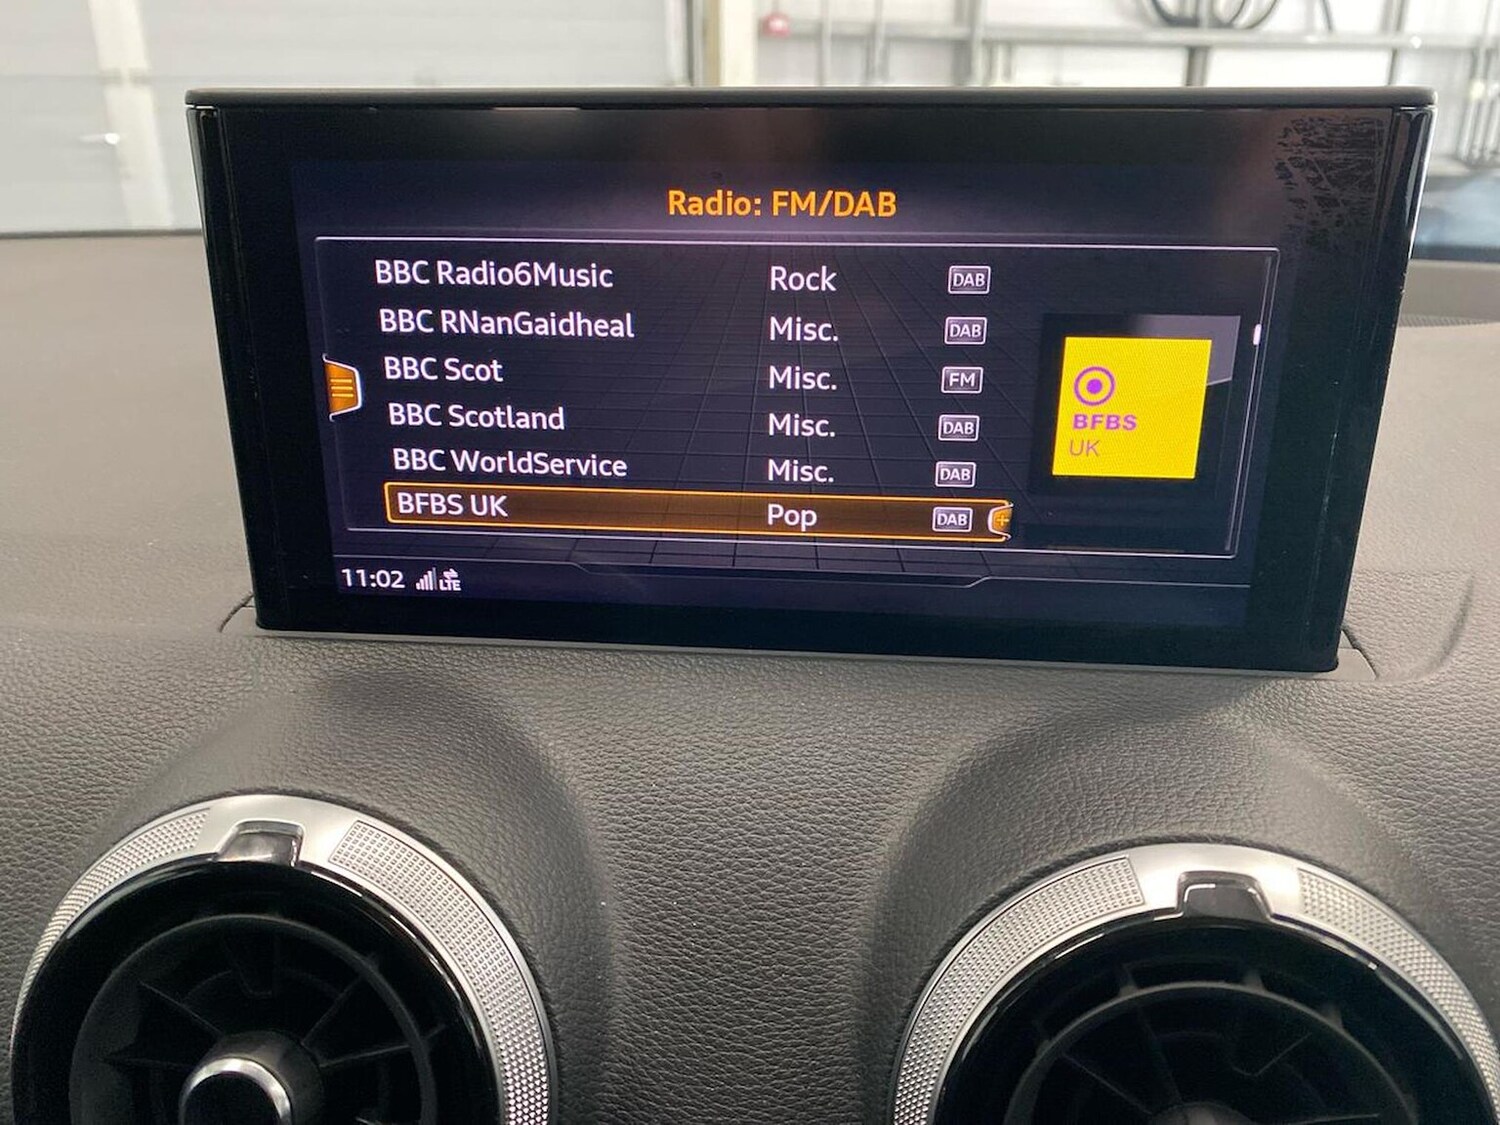 Radio: FM/DAB
BBC Radio6Music Rock DAB
BBC RNanGaidheal Misc. DAB
BBC Scot Misc. FM
BBC Scotland Misc. DAB
BBC WorldService Misc. DAB
BFBS UK Pop DAB
BFBS
UK
11:02 LTE